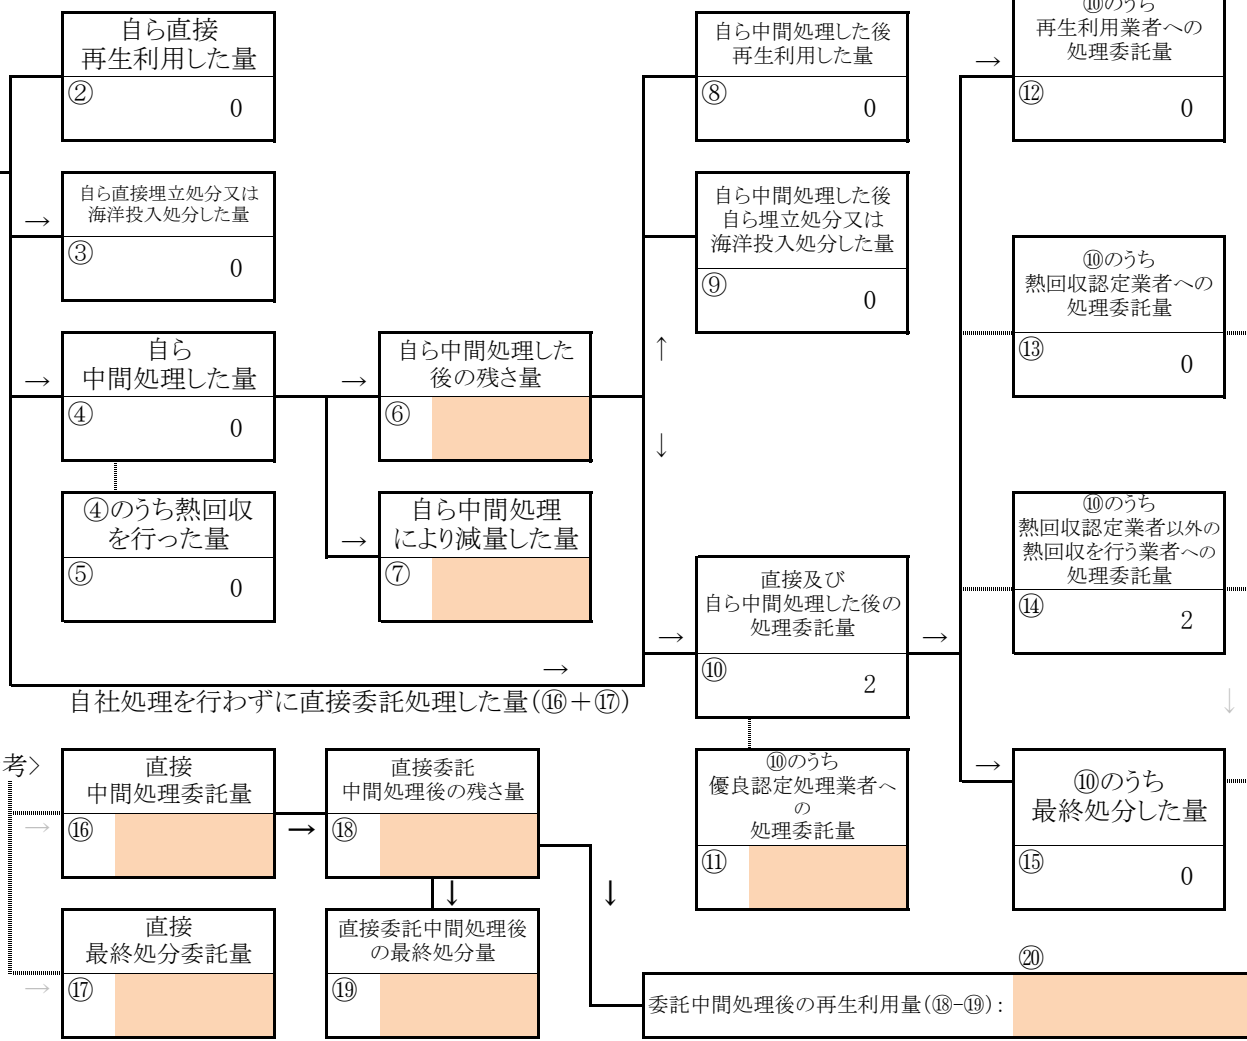 自ら直接
再生利用した量
②
0
自ら直接埋立処分又は
海洋投入処分した量
→
③
0
自ら
中間処理した量
→
④
0
④のうち熱回収
を行った量
⑤
0
自ら中間処理した
後の残さ量
→
⑥
自ら中間処理
により減量した量
→
⑦
→
自社処理を行わずに直接委託処理した量(⑯+⑰)
自ら中間処理した後
再生利用した量
⑧
0
自ら中間処理した後
自ら埋立処分又は
海洋投入処分した量
⑨
0
↑
↓
直接及び
自ら中間処理した後の
処理委託量
→
⑩
2
→
⑩のうち
優良認定処理業者へ
の
処理委託量
⑪
⑩のうち
再生利用業者への
処理委託量
→
⑫
0
⑩のうち
熱回収認定業者への
処理委託量
⑬
0
⑩のうち
熱回収認定業者以外の
熱回収を行う業者への
処理委託量
⑭
2
↓
⑩のうち
最終処分した量
→
⑮
0
考>
直接
中間処理委託量
→
⑯
→
直接委託
中間処理後の残さ量
⑱
↓
↓
直接
最終処分委託量
→
⑰
直接委託中間処理後
の最終処分量
⑲
⑳
委託中間処理後の再生利用量(⑱-⑲):